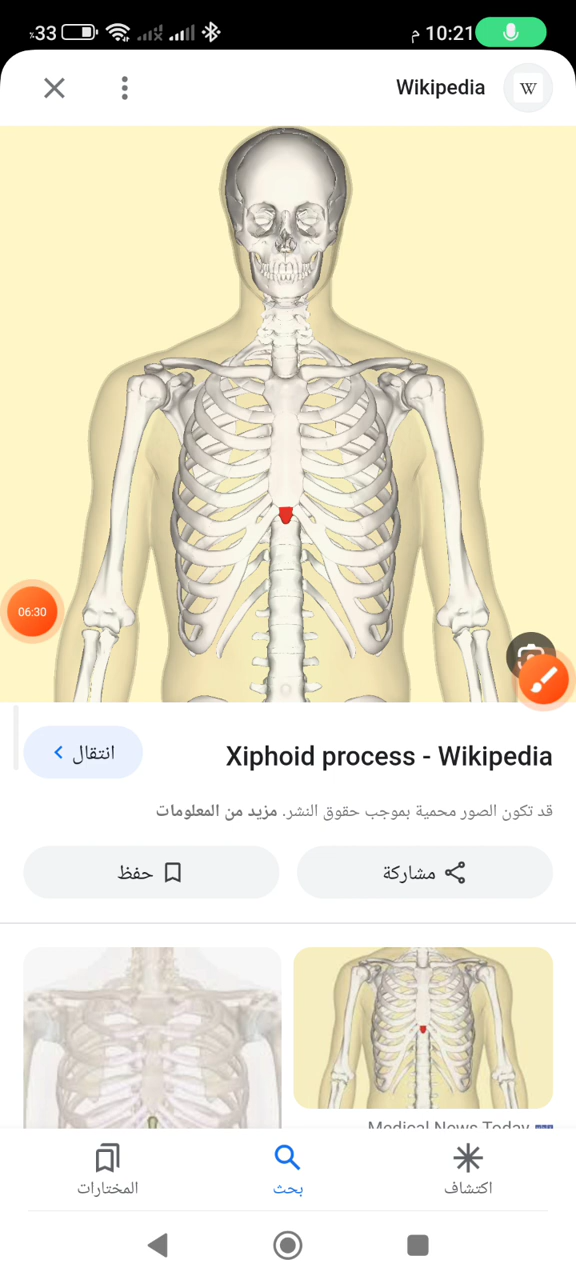 ٪33
10:21 م
Wikipedia
W
06:30
Xiphoid process - Wikipedia
انتقال
قد تكون الصور محمية بموجب حقوق النشر. مزيد من المعلومات
مشاركة
حفظ
Medical News Today
اكتشاف
بحث
المختارات